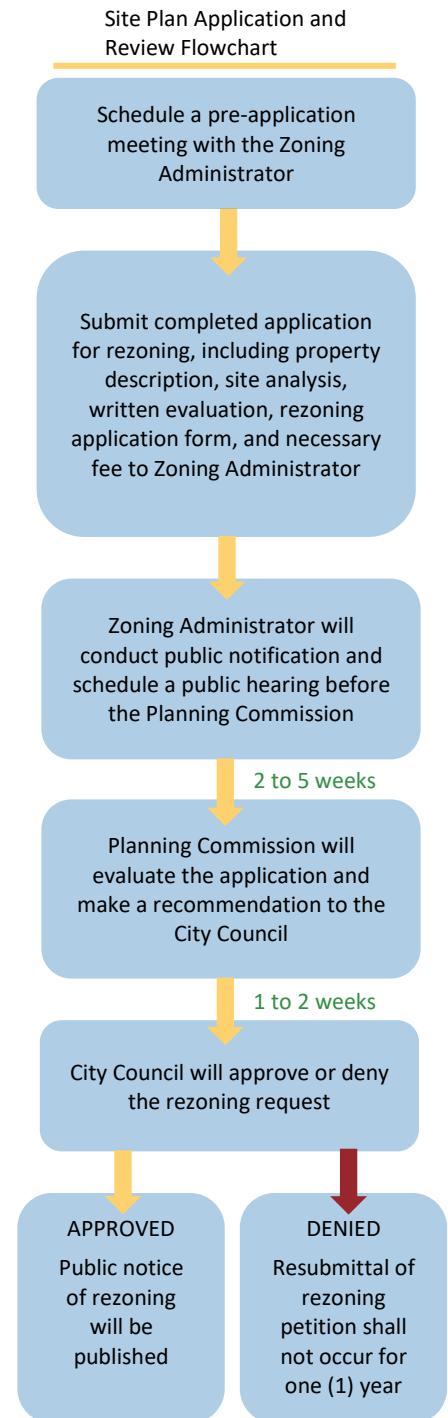 Site Plan Application and
Review Flowchart
Schedule a pre-application
meeting with the Zoning
Administrator
Submit completed application
for rezoning, including property
description, site analysis,
written evaluation, rezoning
application form, and necessary
fee to Zoning Administrator
Zoning Administrator will
conduct public notification and
schedule a public hearing before
the Planning Commission
2 to 5 weeks
Planning Commission will
evaluate the application and
make a recommendation to the
City Council
1 to 2 weeks
City Council will approve or deny
the rezoning request
APPROVED
Public notice
of rezoning
will be
published
DENIED
Resubmittal of
rezoning
petition shall
not occur for
one (1) year